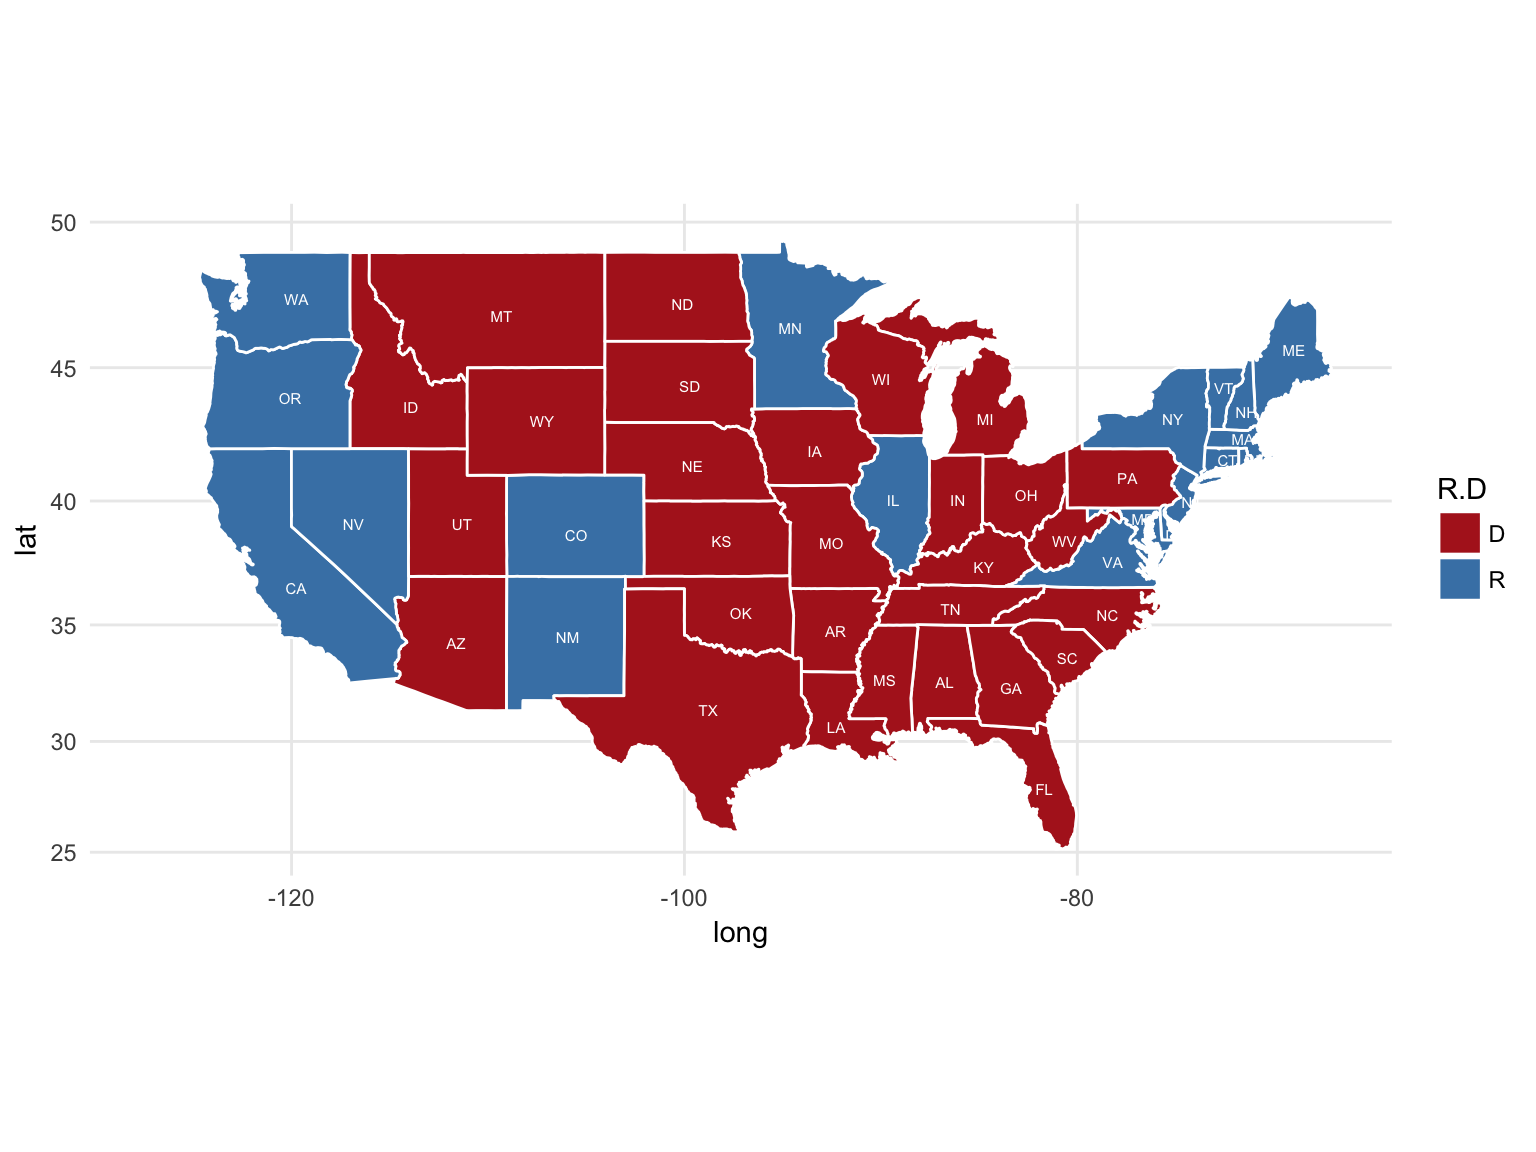 50
45
40
35
30
25
lat
-120
-100
-80
long
WA
MT
ND
MN
ME
OR
ID
WY
SD
WI
MI
NY
VT
NH
MA
CT
IA
NE
PA
NV
UT
CO
KS
MO
IL
IN
OH
WV
VA
KY
CA
AZ
NM
OK
AR
TN
NC
SC
MS
AL
GA
TX
LA
FL
R.D
D
R